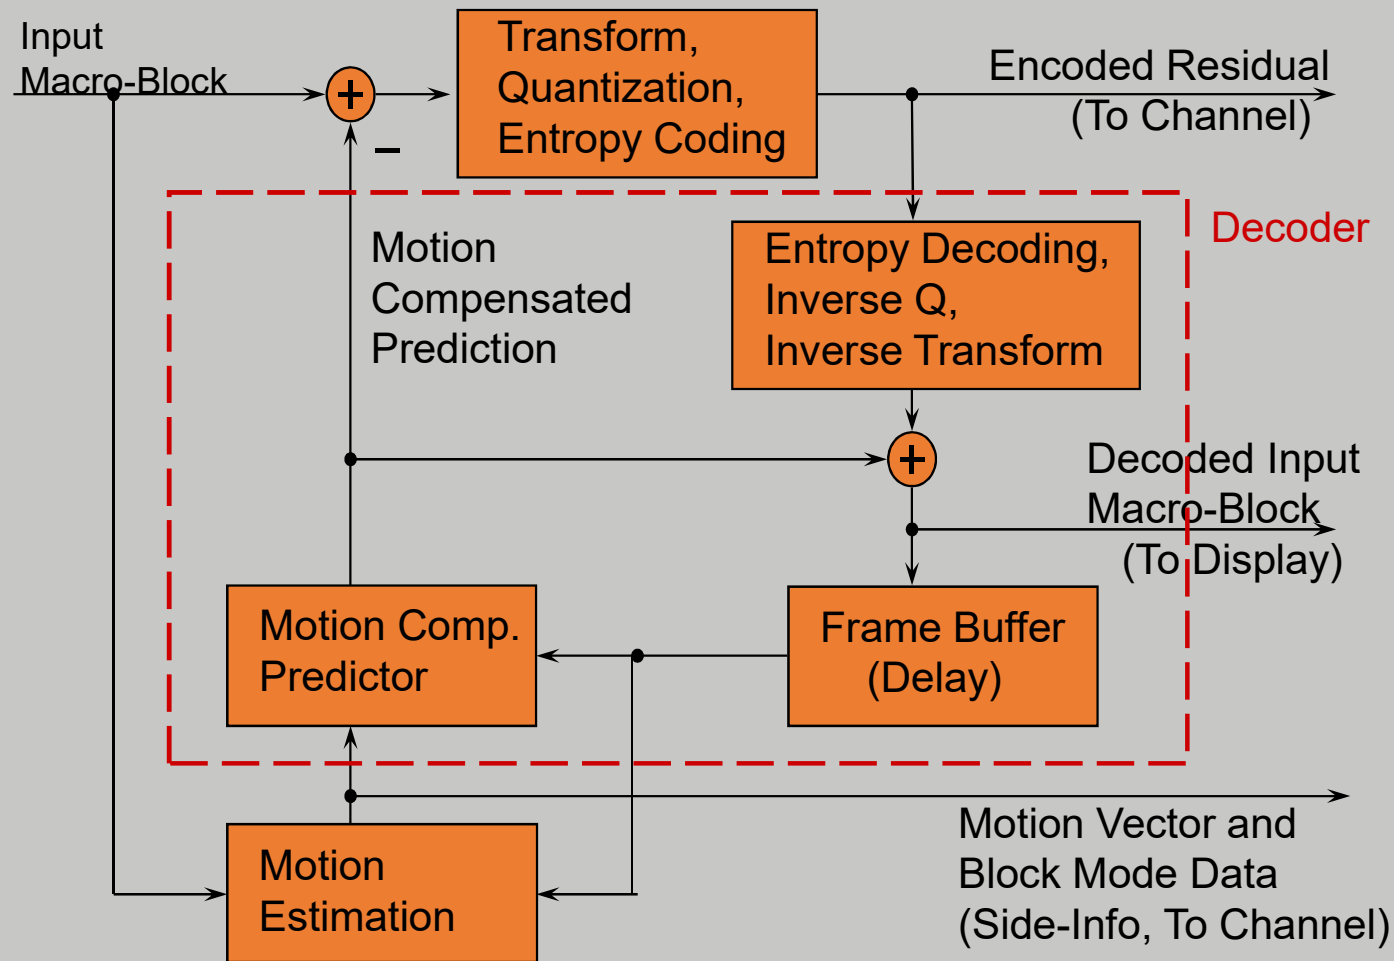 Input
Macro-Block
+
−
Transform,
Quantization,
Entropy Coding
Encoded Residual
(To Channel)
Decoder
Motion
Compensated
Prediction
Entropy Decoding,
Inverse Q,
Inverse Transform
+
Decoded Input
Macro-Block
(To Display)
Motion Comp.
Predictor
Frame Buffer
(Delay)
Motion
Estimation
Motion Vector and
Block Mode Data
(Side-Info, To Channel)